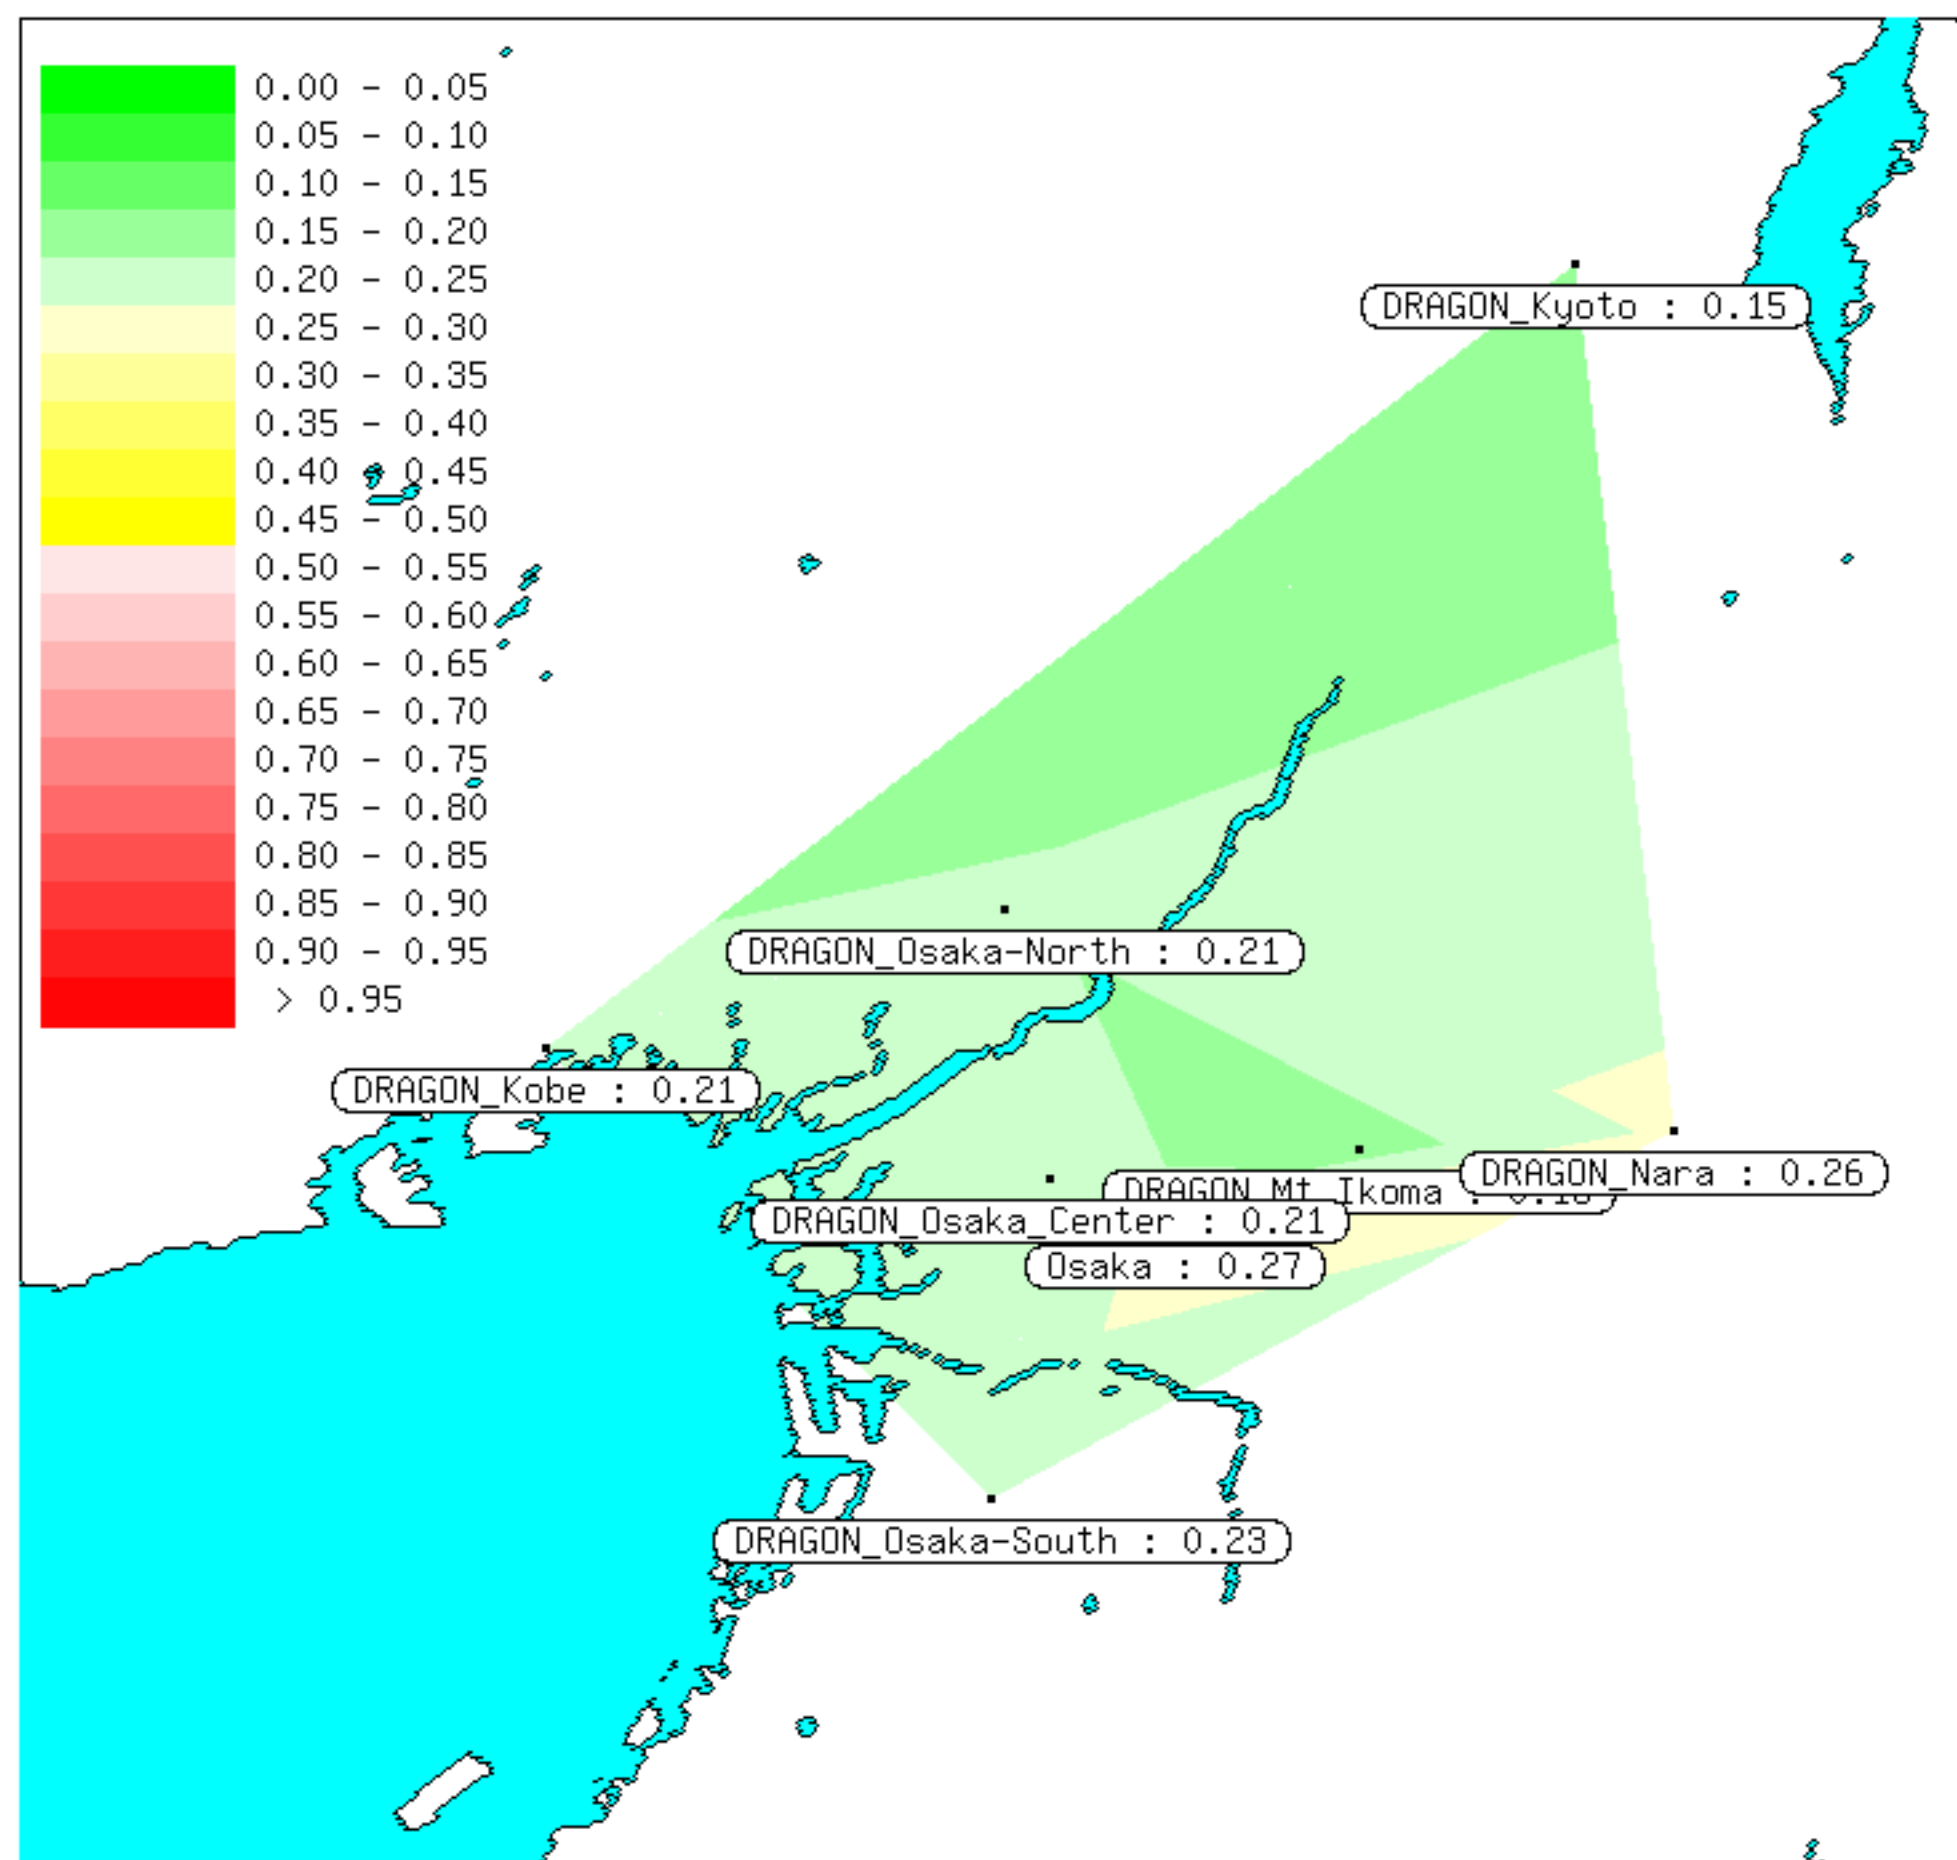 0.00 - 0.05
0.05 - 0.10
0.10 - 0.15
0.15 - 0.20
0.20 - 0.25
0.25 - 0.30
0.30 - 0.35
0.35 - 0.40
0.40 - 0.45
0.45 - 0.50
0.50 - 0.55
0.55 - 0.60
0.60 - 0.65
0.65 - 0.70
0.70 - 0.75
0.75 - 0.80
0.80 - 0.85
0.85 - 0.90
0.90 - 0.95
> 0.95
DRAGON_Kyoto : 0.15
DRAGON_Osaka-North : 0.21
DRAGON_Kobe : 0.21
DRAGON_Nara : 0.26
DRAGON_Mt_Ikoma :
DRAGON_Osaka_Center : 0.21
Osaka : 0.27
DRAGON_Osaka-South : 0.23